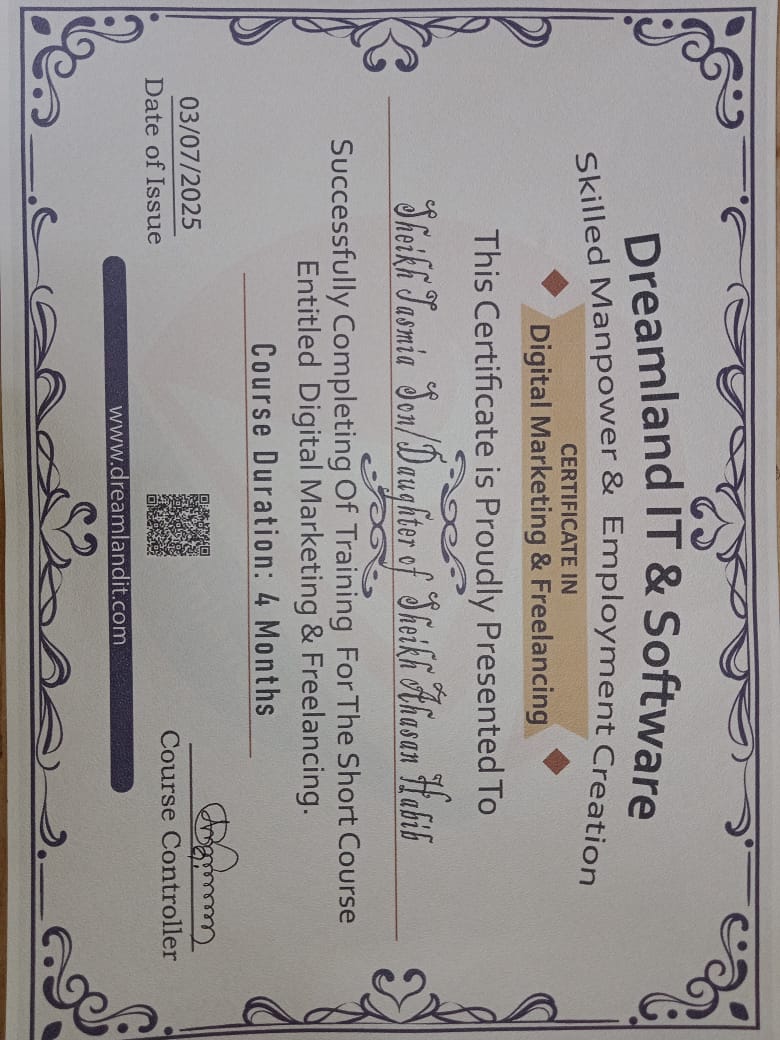 Dreamland IT & Software
Skilled Manpower & Employment Creation
CERTIFICATE IN
Digital Marketing & Freelancing
This Certificate is Proudly Presented To
Sheikh Tasmia Son/Daughter of Sheikh Ahasan Habib
Successfully Completing Of Training For The Short Course
Entitled Digital Marketing & Freelancing.
Course Duration: 4 Months
03/07/2025
Date of Issue
Course Controller
www.dreamlandit.com